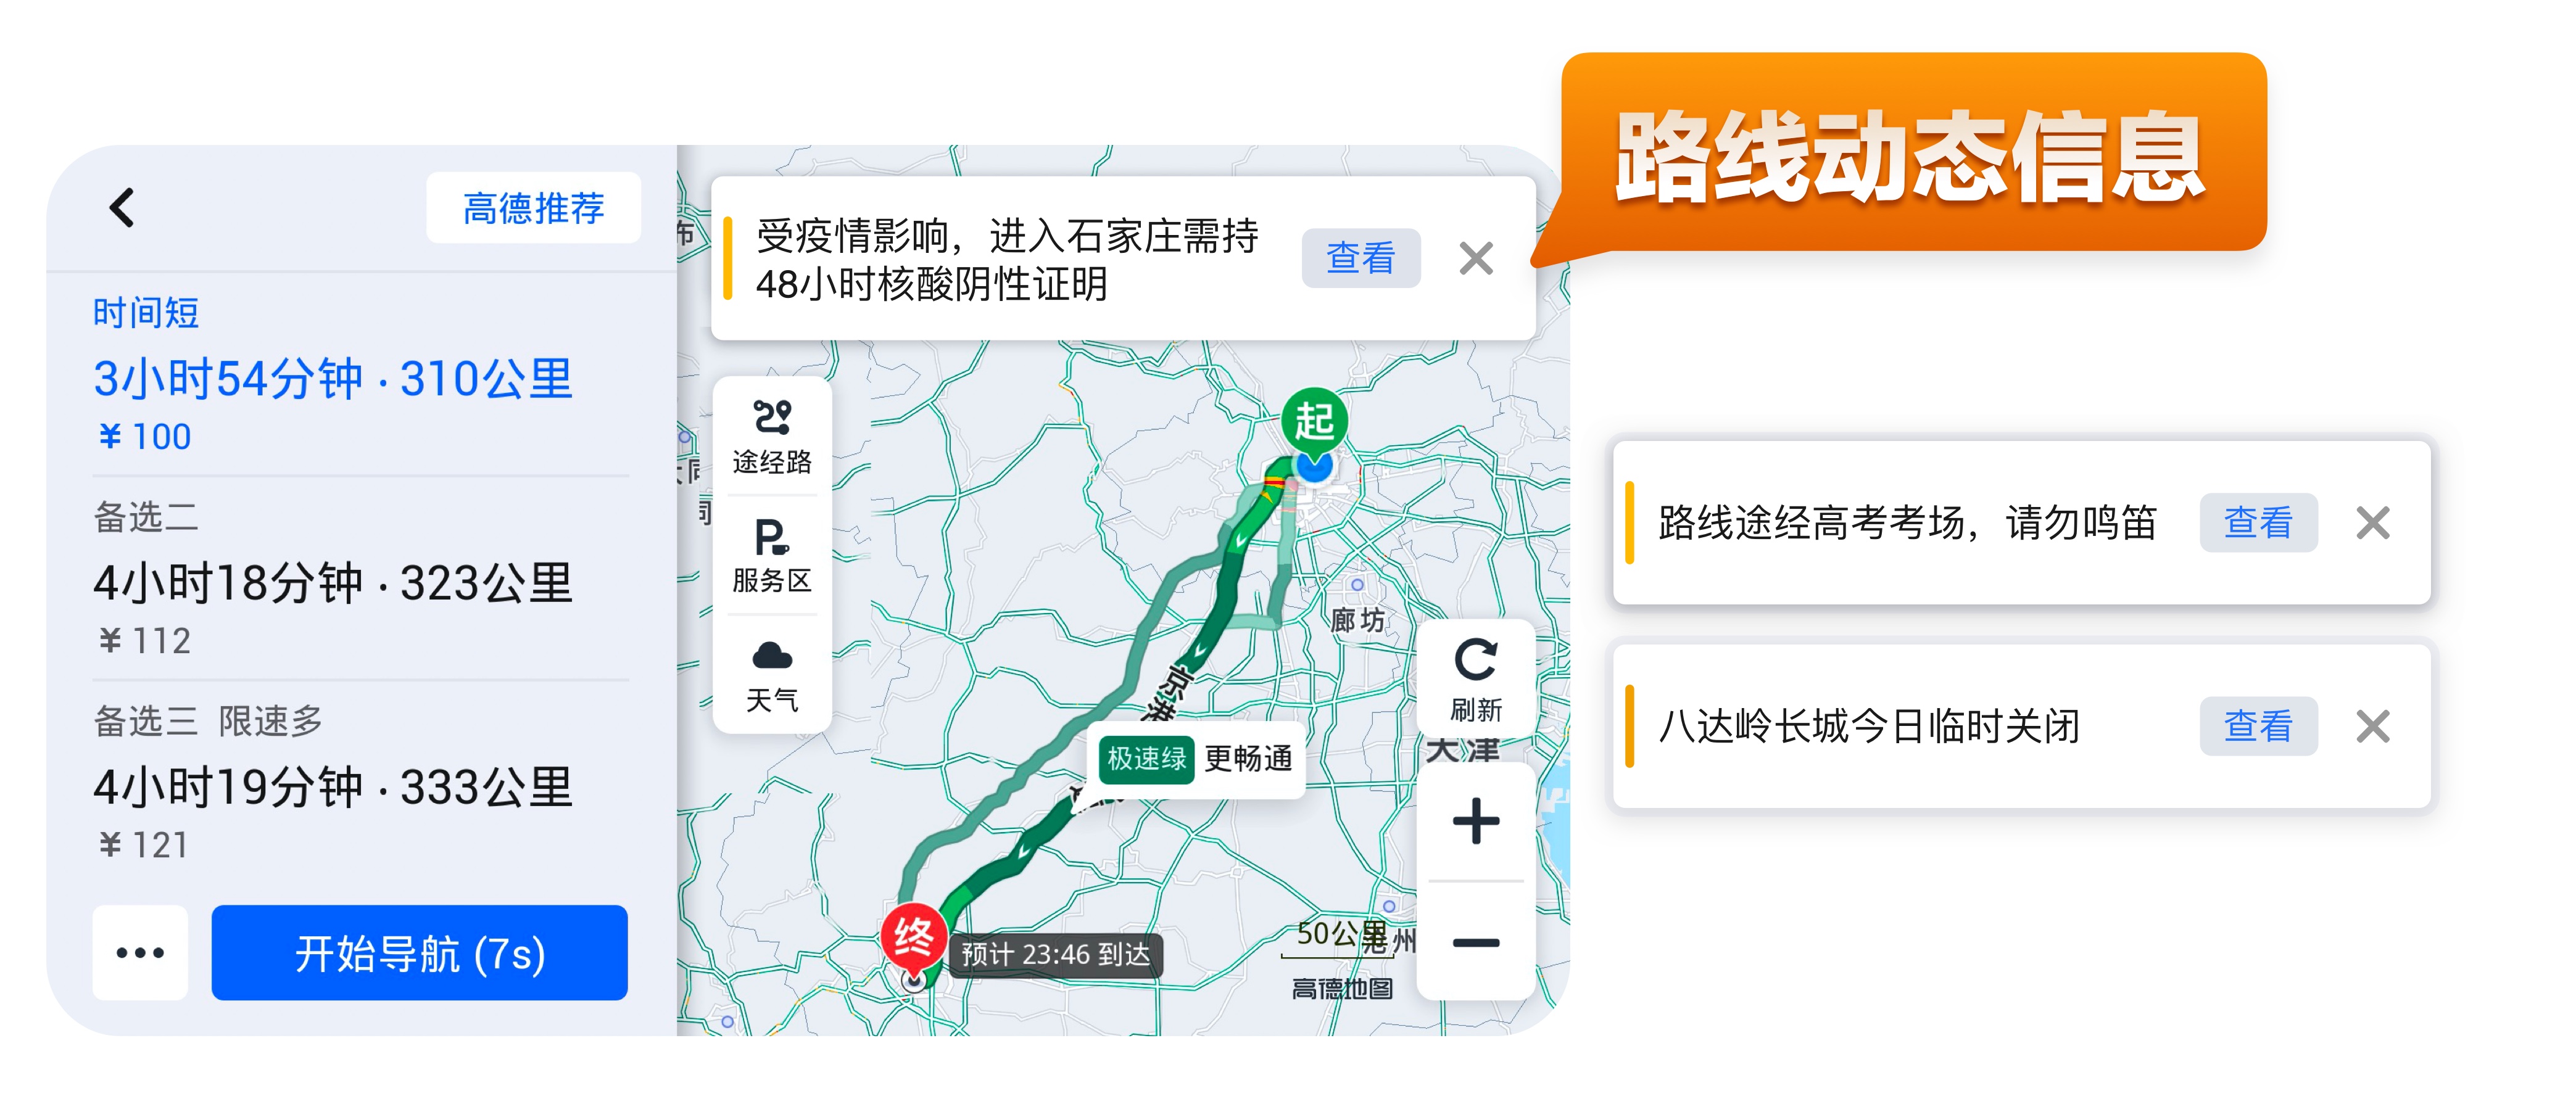 路线动态信息
高德推荐
时间短
3小时54分钟 · 310公里
¥ 100
备选二
4小时18分钟 · 323公里
¥ 112
备选三 限速多
4小时19分钟 · 333公里
¥ 121
开始导航 (7s)
受疫情影响，进入石家庄需持
48小时核酸阴性证明
查看
途经路
服务区
天气
起
廊坊
京港
刷新
天津
极速绿 更畅通
终
预计 23:46 到达
50公里
州
高德地图
路线途经高考考场，请勿鸣笛
查看
八达岭长城今日临时关闭
查看